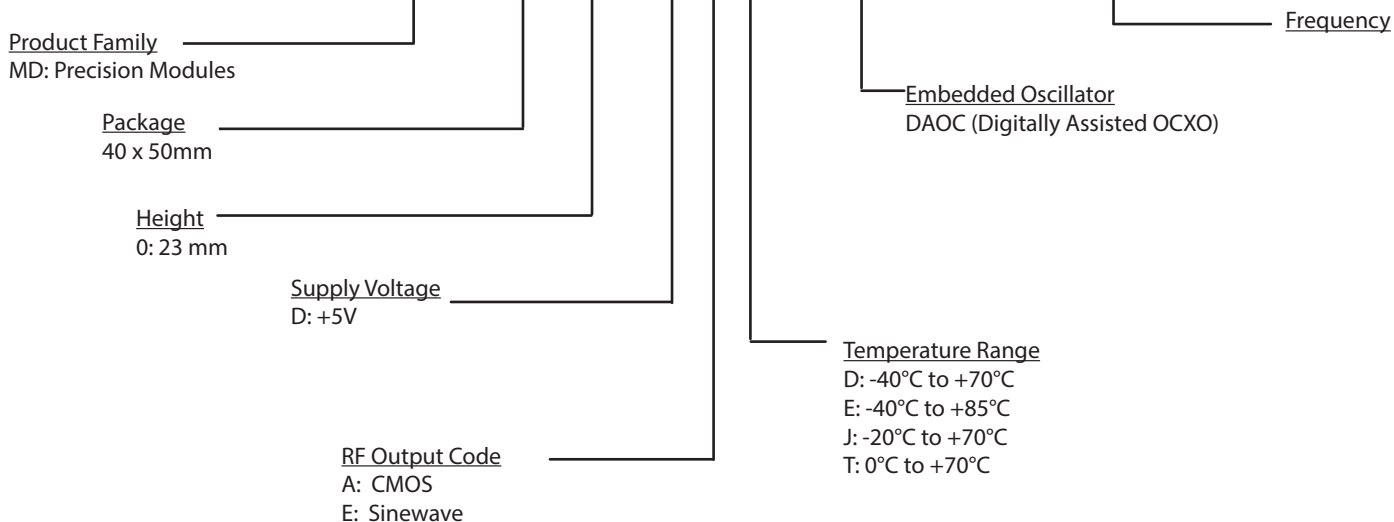 Frequency
Product Family
MD: Precision Modules
Embedded Oscillator
DAOC (Digitally Assisted OCXO)
Package
40 x 50mm
Height
0: 23 mm
Supply Voltage
D: +5V
Temperature Range
D: -40°C to +70°C
E: -40°C to +85°C
J: -20°C to +70°C
T: 0°C to +70°C
RF Output Code
A: CMOS
E: Sinewave